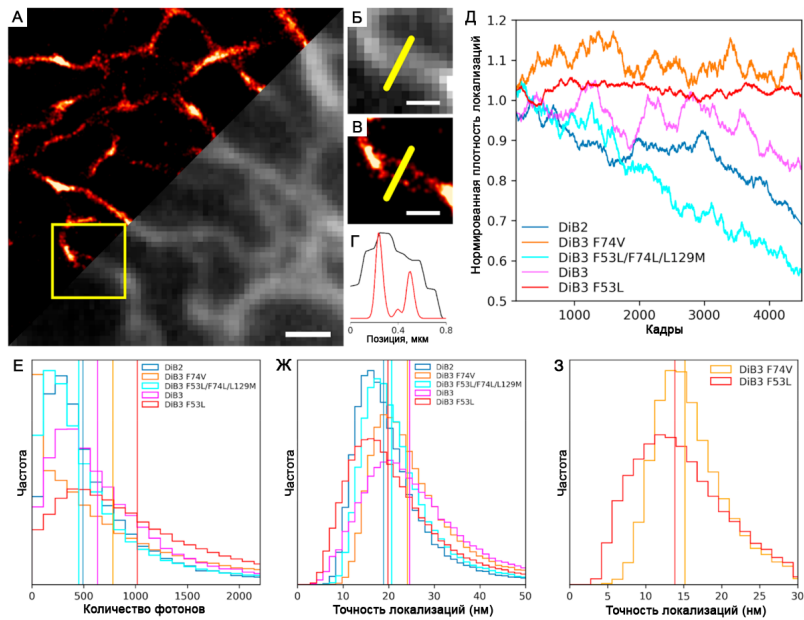 А
Б
В
Г
Позиция, мкм
0
0.4
0.8
Д
Нормированная плотность локализаций
1.2
1.1
1.0
0.9
0.8
0.7
0.6
0.5
DiB2
DiB3 F74V
DiB3 F53L/F74L/L129M
DiB3
DiB3 F53L
1000
2000
3000
4000
Кадры
Е
Частота
DiB2
DiB3 F74V
DiB3 F53L/F74L/L129M
DiB3
DiB3 F53L
0
500
1000
1500
2000
Количество фотонов
Ж
Частота
DiB2
DiB3 F74V
DiB3 F53L/F74L/L129M
DiB3
DiB3 F53L
0
10
20
30
40
50
Точность локализаций (нм)
З
Частота
DiB3 F74V
DiB3 F53L
0
5
10
15
20
25
30
Точность локализаций (нм)